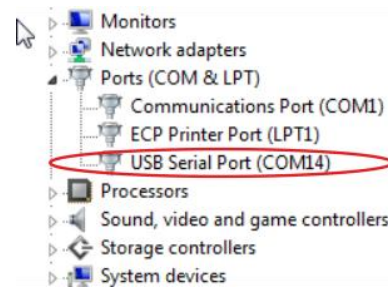 Monitors
Network adapters
Ports (COM & LPT)
Communications Port (COM1)
ECP Printer Port (LPT1)
USB Serial Port (COM14)
Processors
Sound, video and game controllers
Storage controllers
System devices